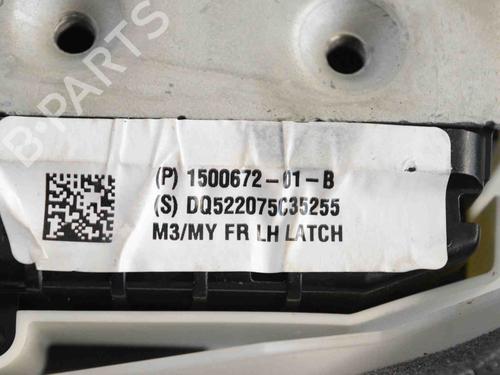 (P) 1500672-01-B
(S) DQ522075C35255
M3/MY FR LH LATCH
B-PARTS